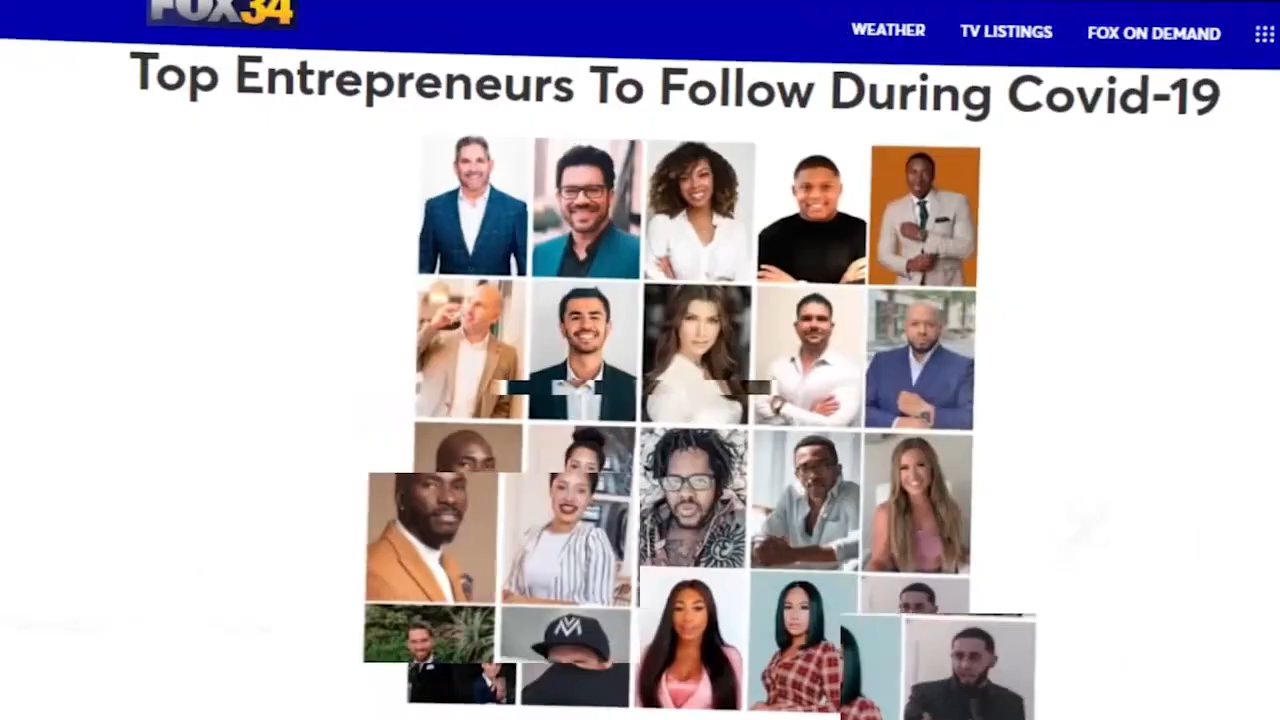 FOX34
WEATHER TV LISTINGS FOX ON DEMAND
Top Entrepreneurs To Follow During Covid-19